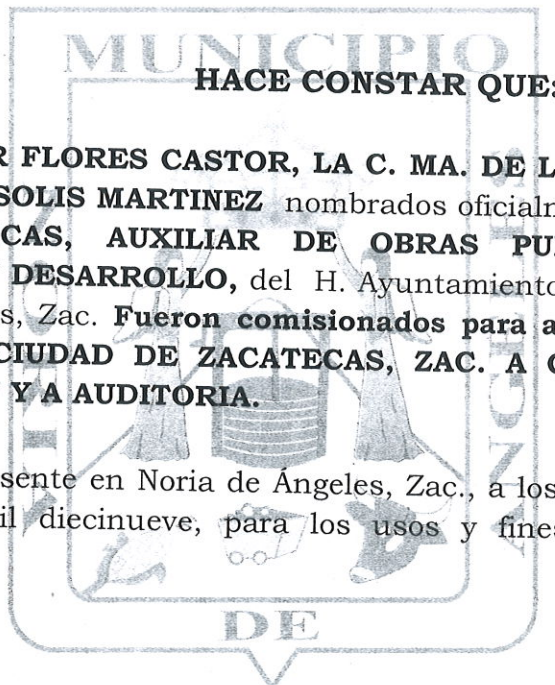 MUNICIPIO
HACE CONSTAR QUE:
R FLORES CASTOR, LA C. MA. DE L
SOLIS MARTINEZ nombrados oficialm
CAS, AUXILIAR DE OBRAS PU
DESARROLLO, del H. Ayuntamiento
s, Zac. Fueron comisionados para a
CIUDAD DE ZACATECAS, ZAC. A
Y A AUDITORIA.
sente en Noria de Ángeles, Zac., a los
il diecinueve, para los usos y fines
ANGELES
DE